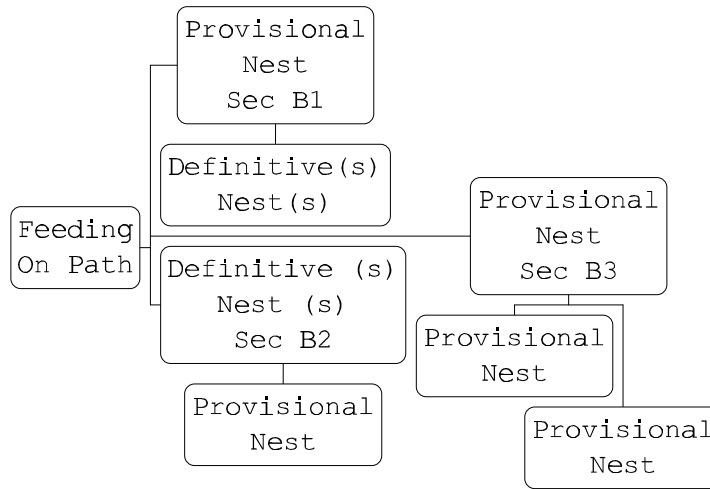 Provisional
Nest
Sec B1
Definitive(s)
Nest(s)
Feeding
On Path
Definitive (s)
Nest (s)
Sec B2
Provisional
Nest
Provisional
Nest
Sec B3
Provisional
Nest
Provisional
Nest